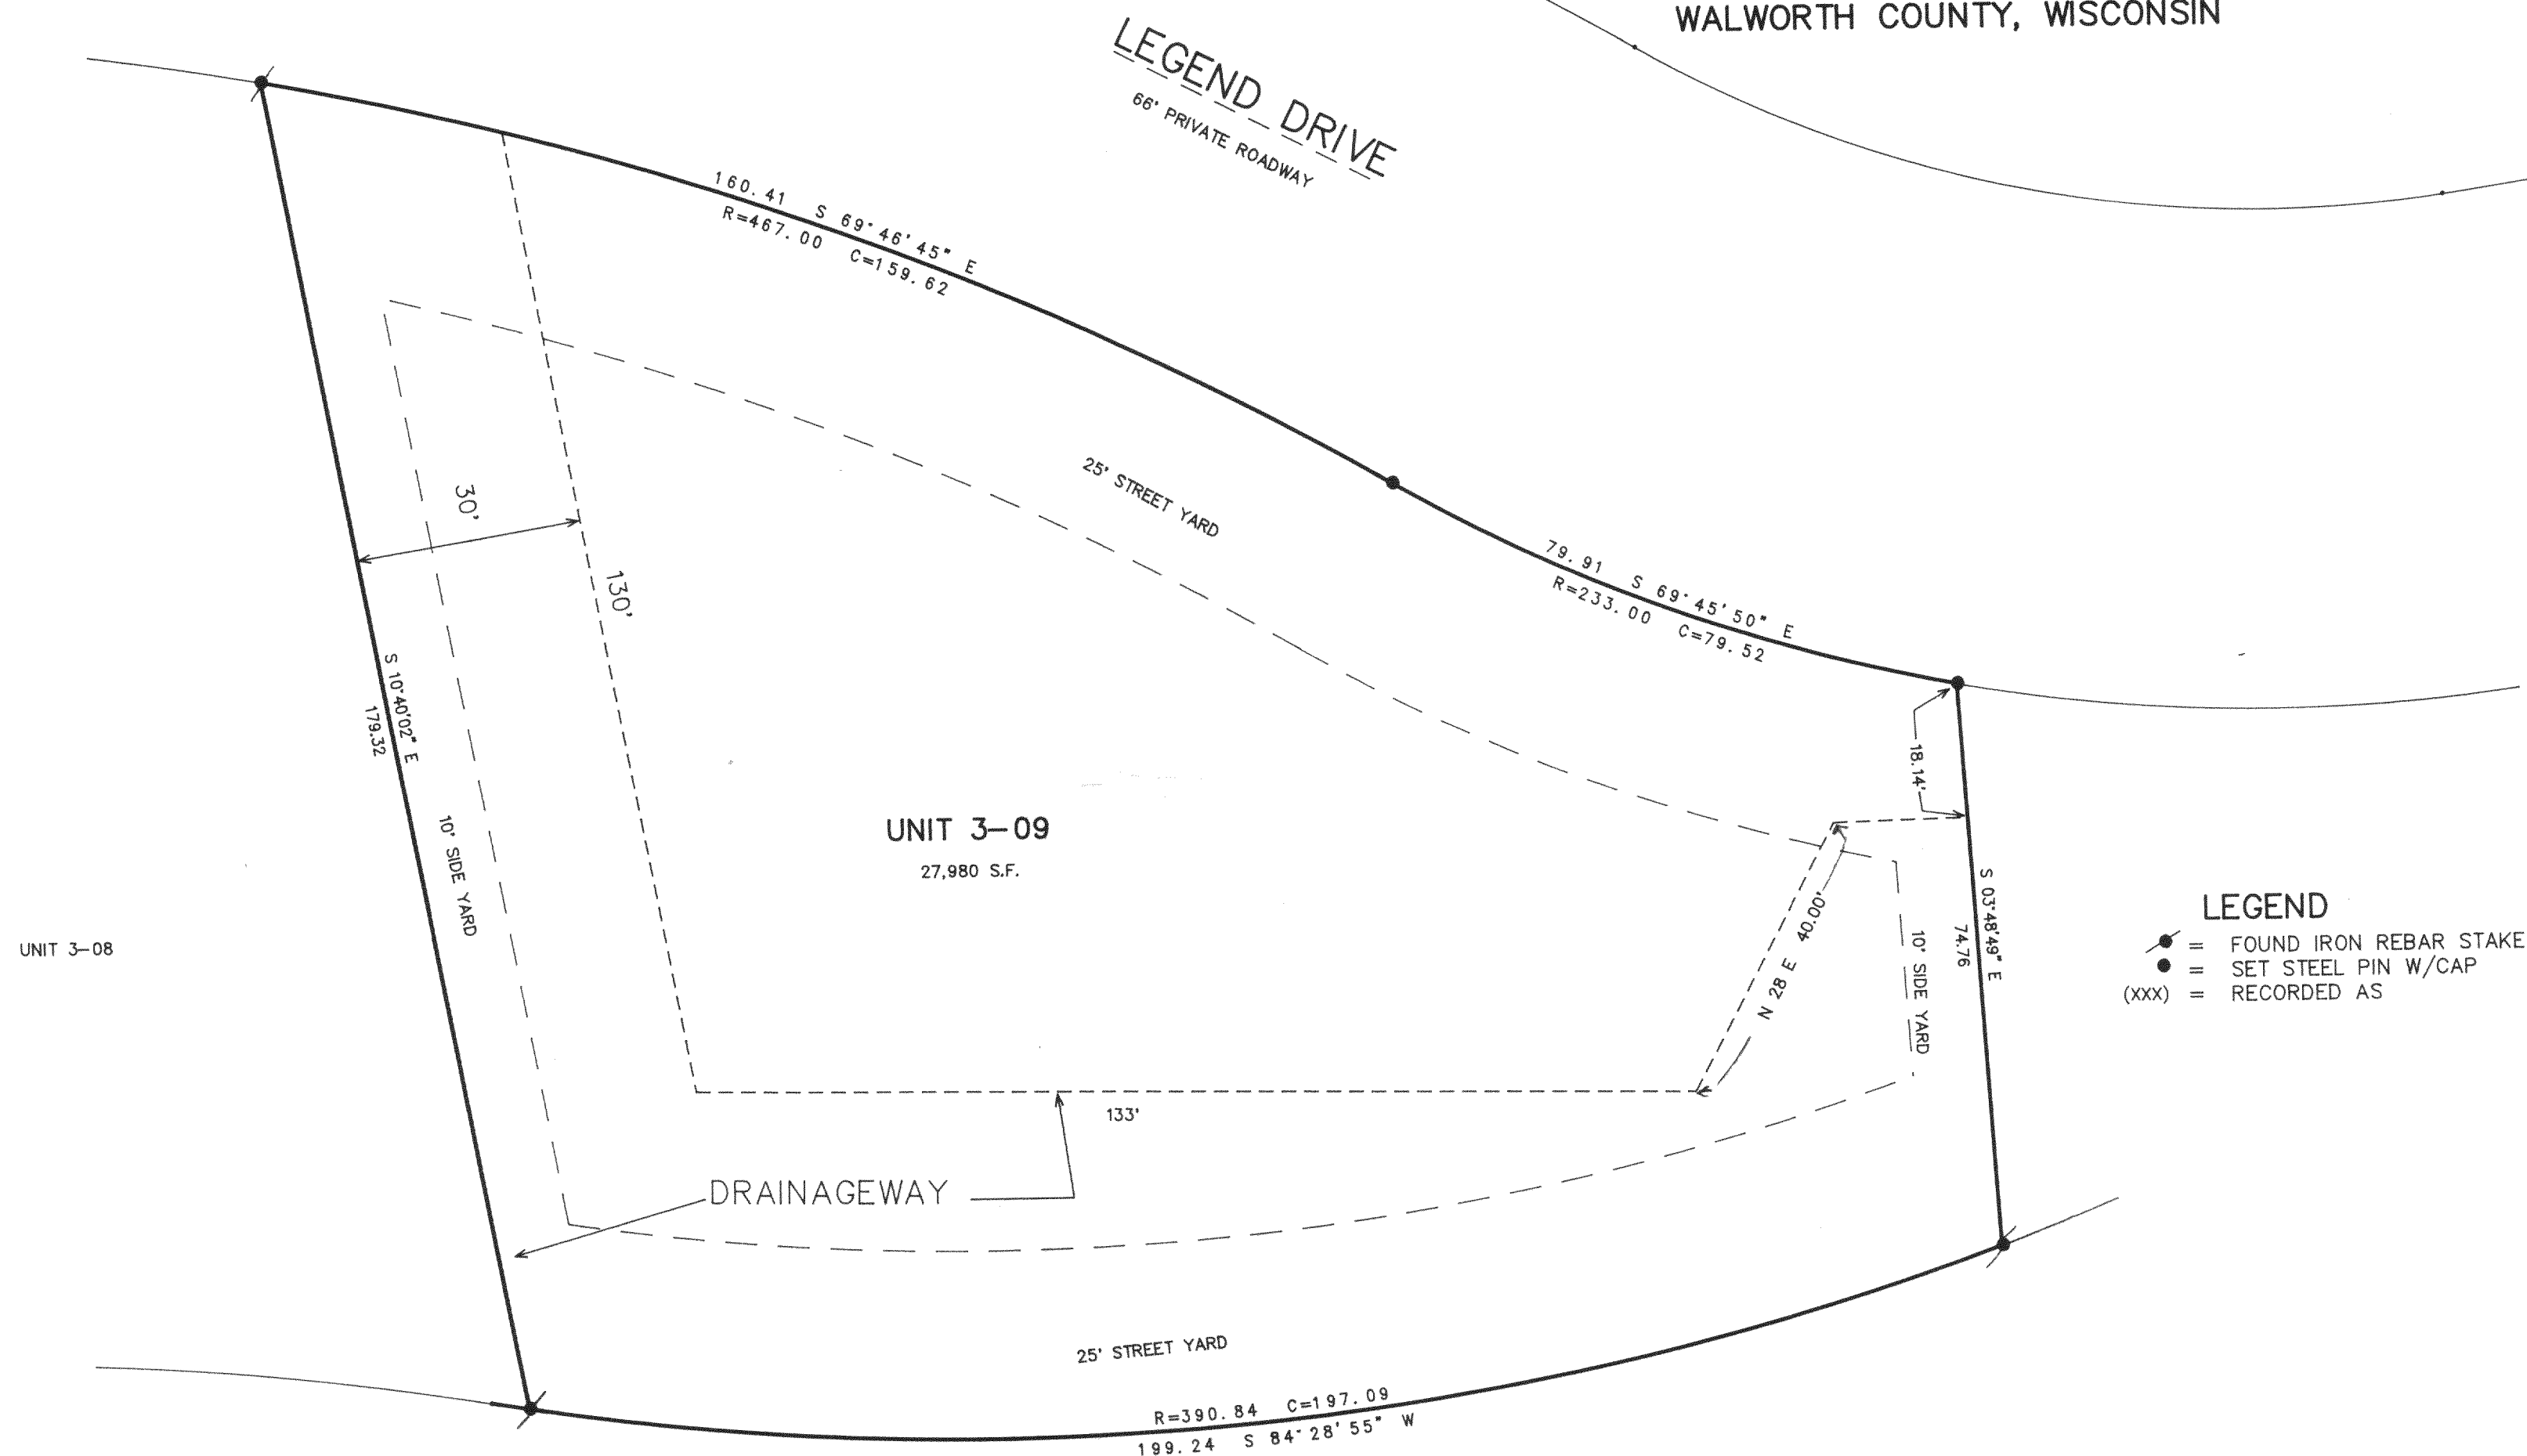 WALWORTH COUNTY, WISCONSIN
LEGEND DRIVE
66' PRIVATE ROADWAY
160.41 S 69°46'45" E
R=467.00 C=159.62
25' STREET YARD
30'
130'
79.91 S 69°45'50" E
R=233.00 C=79.52
S 10°40'02" E
179.32
18.14'
10' SIDE YARD
UNIT 3-09
27,980 S.F.
N 28 E 40.00'
10' SIDE YARD
S 03°48'49" E
74.76
UNIT 3-08
LEGEND
= FOUND IRON REBAR STAKE
= SET STEEL PIN W/CAP
(XXX) = RECORDED AS
133'
DRAINAGEWAY
25' STREET YARD
R=390.84 C=197.09
199.24 S 84°28'55" W